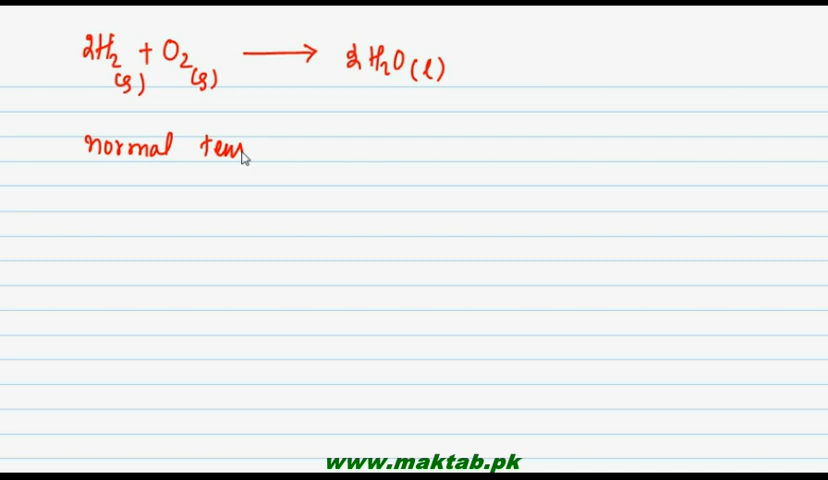 2H₂(g) + O₂(g) ⟶ 2H₂O(l)
normal tem
www.maktab.pk